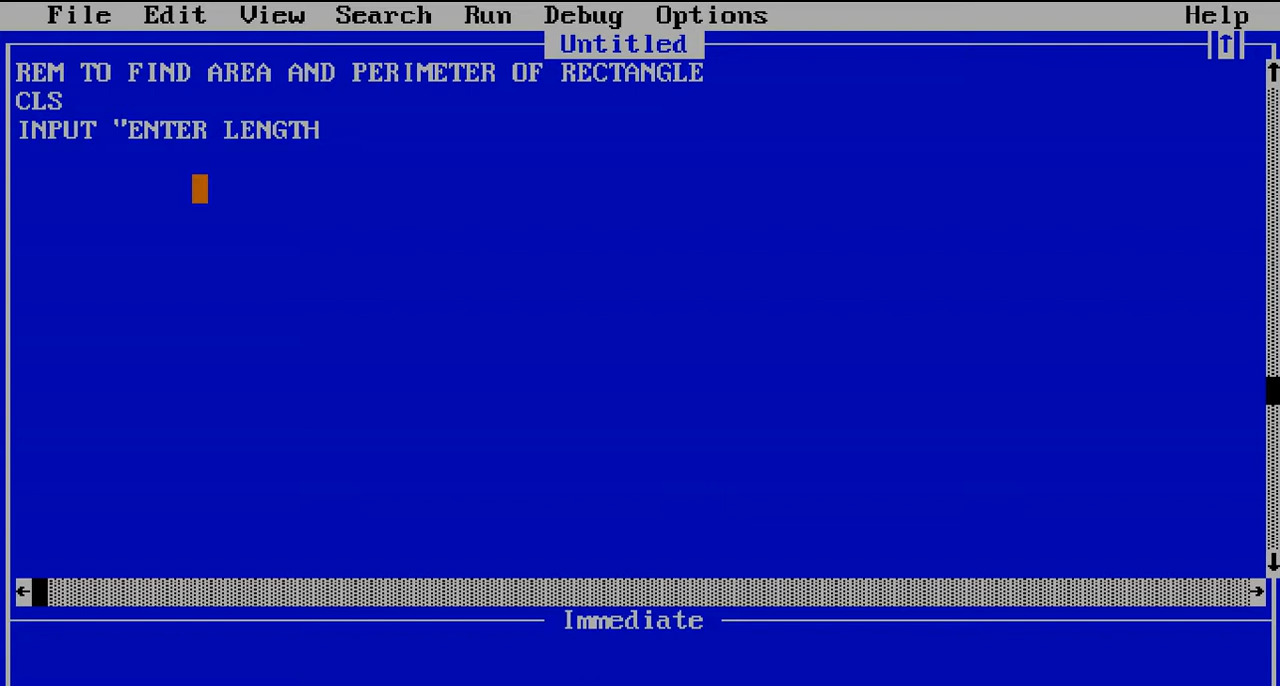 File Edit View Search Run Debug Options Help
Untitled
REM TO FIND AREA AND PERIMETER OF RECTANGLE
CLS
INPUT "ENTER LENGTH
Immediate